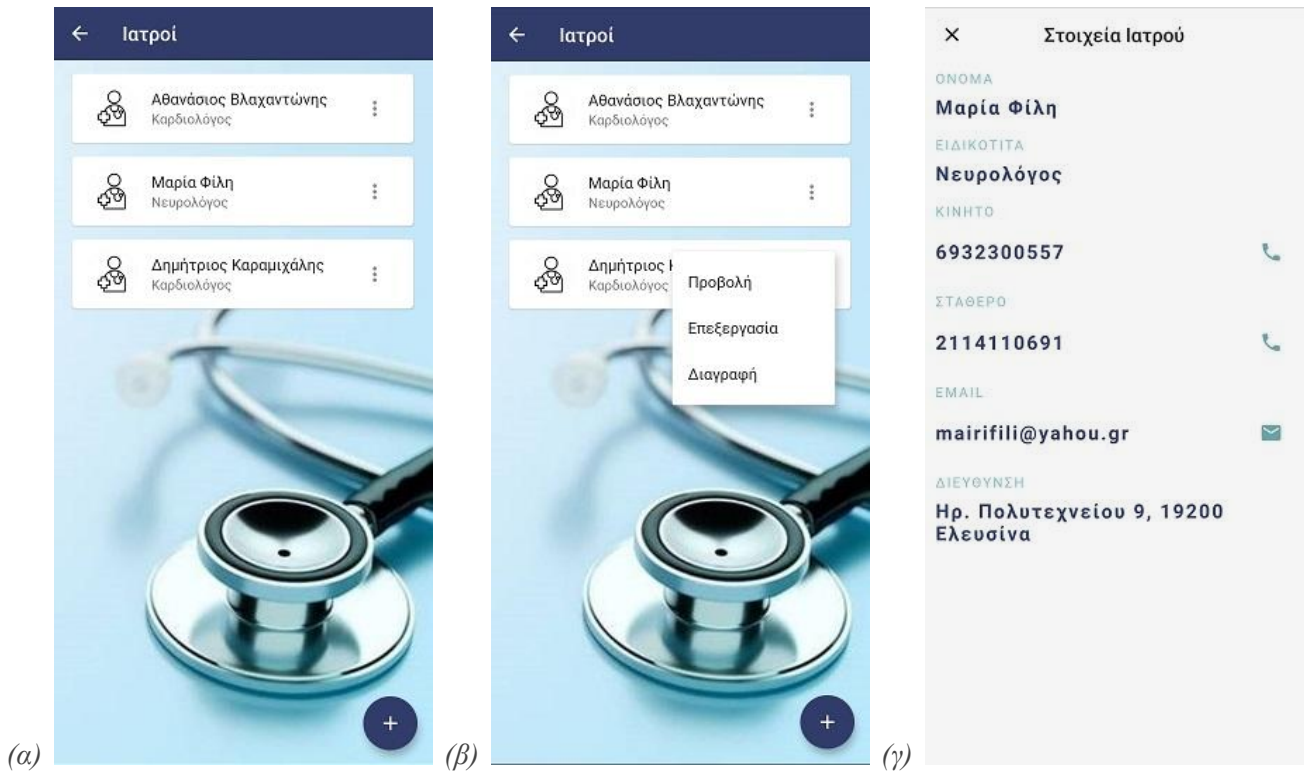 Ιατροί
Αθανάσιος Βλαχαντώνης
Καρδιολόγος
Μαρία Φίλη
Νευρολόγος
Δημήτριος Καραμιχάλης
Καρδιολόγος
(α)
Ιατροί
Αθανάσιος Βλαχαντώνης
Καρδιολόγος
Μαρία Φίλη
Νευρολόγος
Δημήτριος
Καρδιολόγος
Προβολή
Επεξεργασία
Διαγραφή
(β)
Στοιχεία Ιατρού
ΟΝΟΜΑ
Μαρία Φίλη
ΕΙΔΙΚΟΤΙΤΑ
Νευρολόγος
ΚΙΝΗΤΟ
6932300557
ΣΤΑΘΕΡΟ
2114110691
EMAIL
mairifili@yahou.gr
ΔΙΕΥΘΥΝΣΗ
Ηρ. Πολυτεχνείου 9, 19200
Ελευσίνα
(γ)